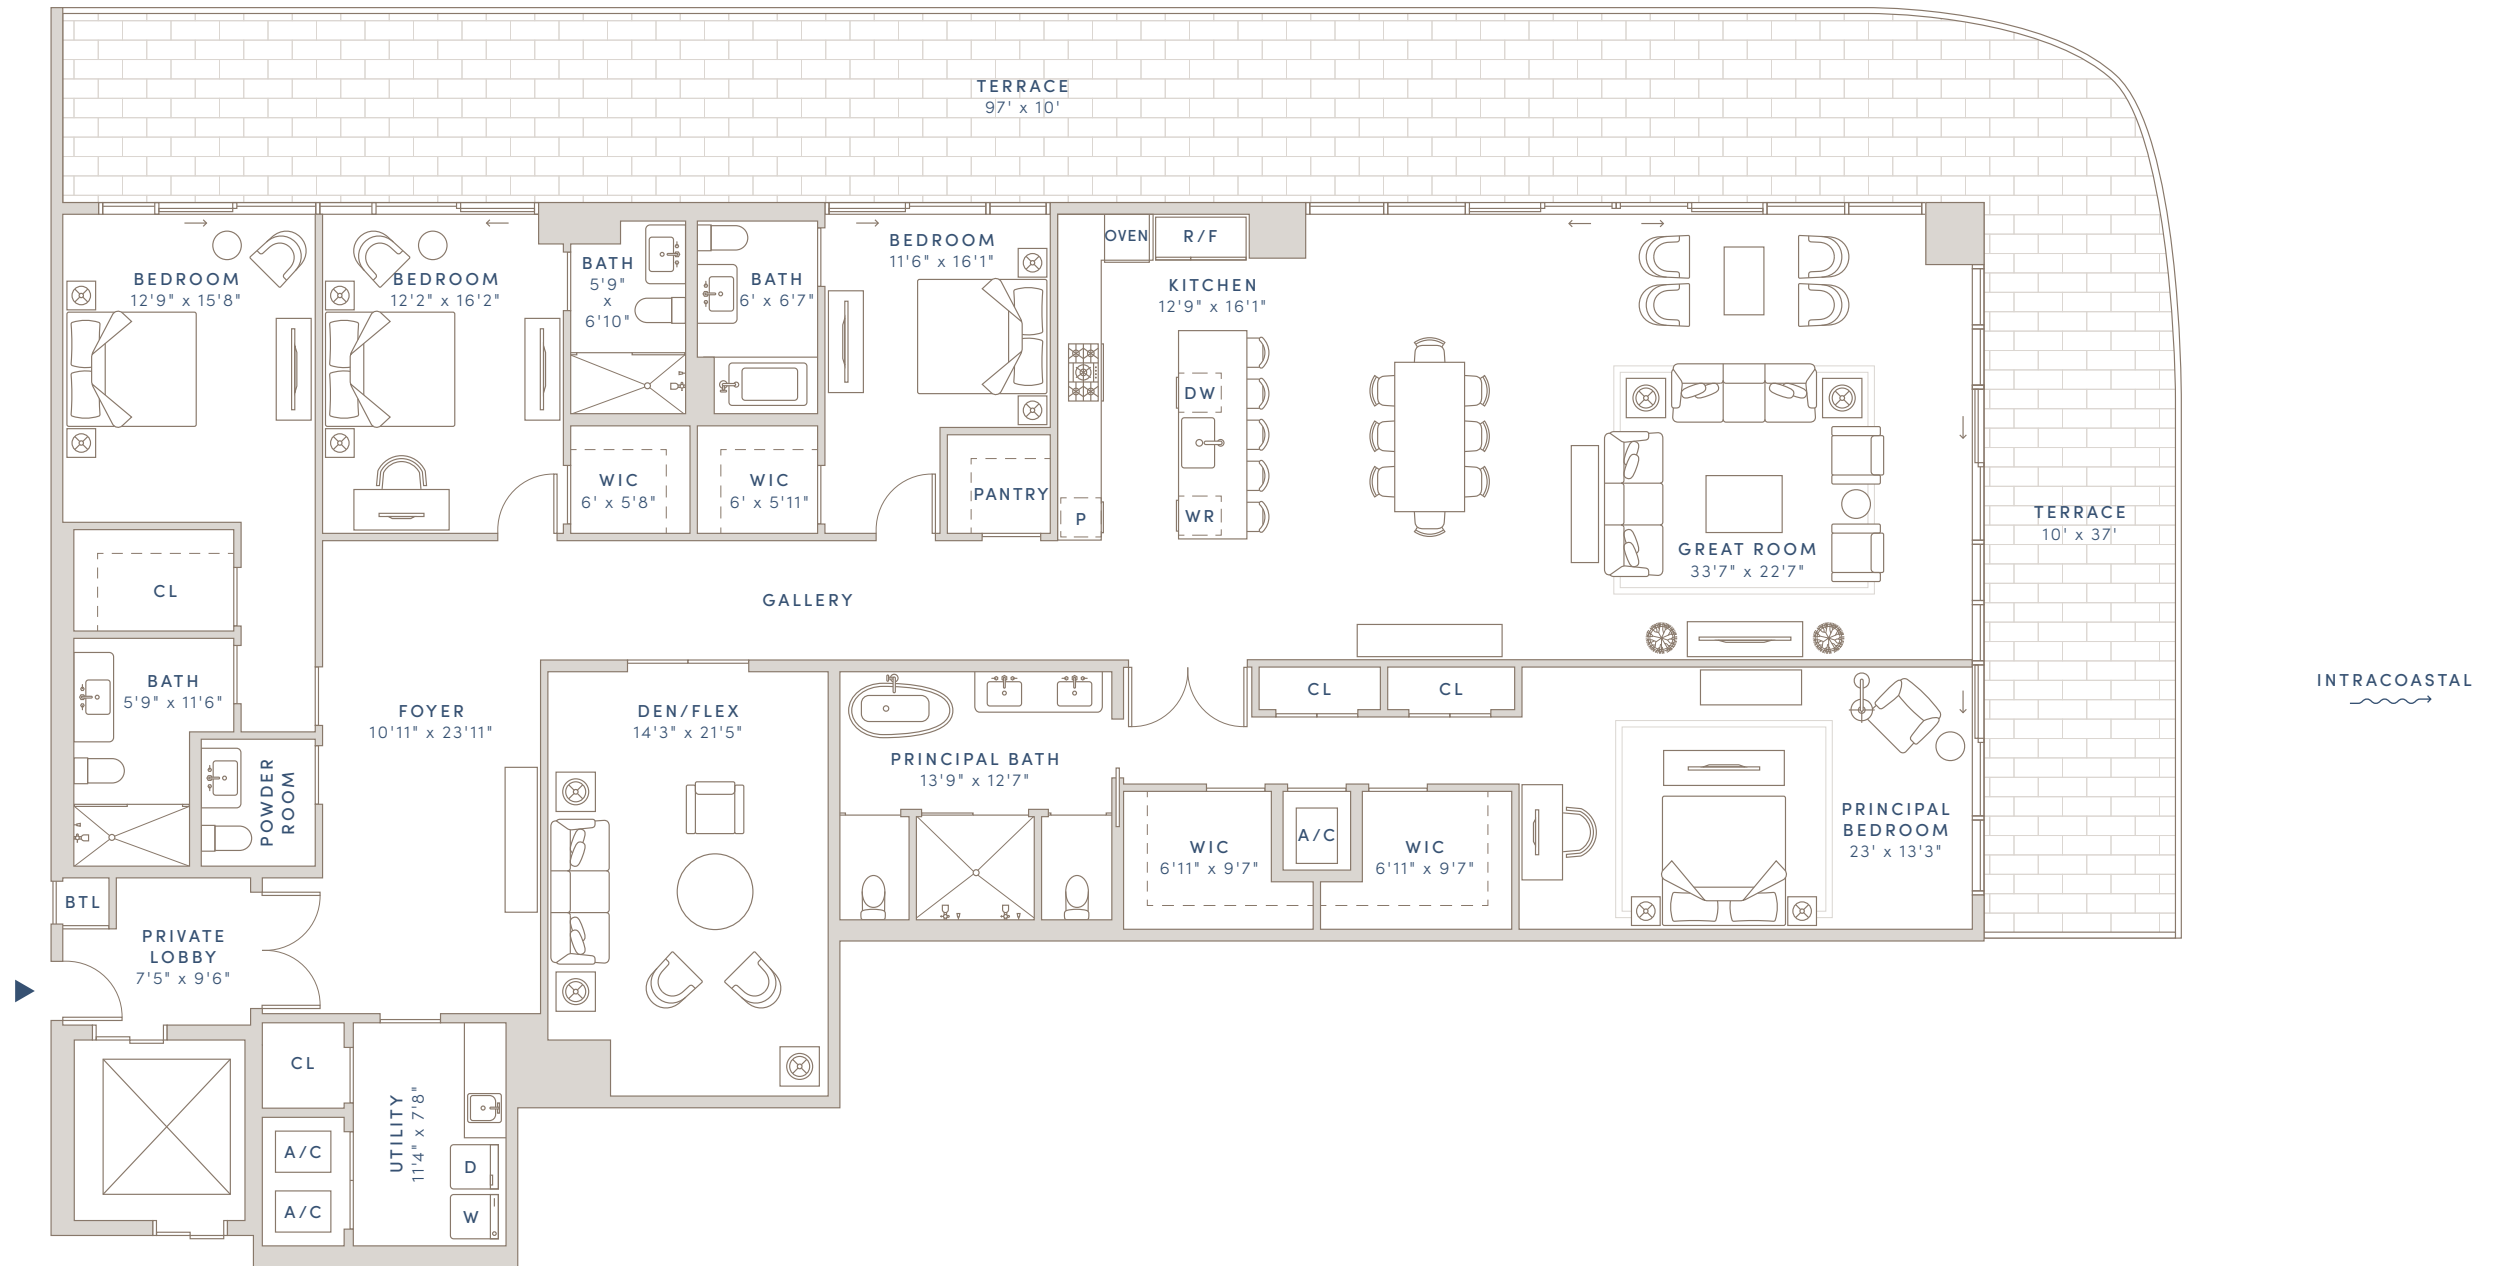 TERRACE
97' x 10'
BEDROOM
12'9" x 15'8"
BEDROOM
12'2" x 16'2"
BATH
5'9"
x
6'10"
BATH
6' x 6'7"
BEDROOM
11'6" x 16'1"
OVEN
R/F
KITCHEN
12'9" x 16'1"
DW
WR
P
WIC
6' x 5'8"
WIC
6' x 5'11"
PANTRY
GREAT ROOM
33'7" x 22'7"
TERRACE
10' x 37'
CL
GALLERY
BATH
5'9" x 11'6"
FOYER
10'11" x 23'11"
DEN/FLEX
14'3" x 21'5"
PRINCIPAL BATH
13'9" x 12'7"
CL
CL
INTRACOASTAL
POWDER
ROOM
WIC
6'11" x 9'7"
A/C
WIC
6'11" x 9'7"
PRINCIPAL
BEDROOM
23' x 13'3"
BTL
PRIVATE
LOBBY
7'5" x 9'6"
CL
UTILITY
11'4" x 7'8"
A/C
A/C
D
W